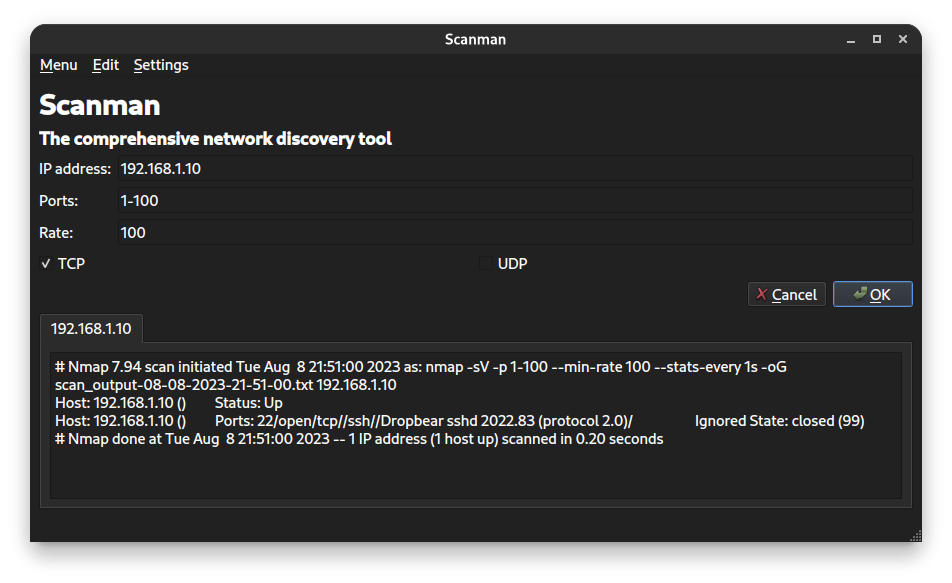 Scanman
Menu Edit Settings
Scanman
The comprehensive network discovery tool
IP address: 192.168.1.10
Ports: 1-100
Rate: 100
TCP UDP
Cancel OK
192.168.1.10
# Nmap 7.94 scan initiated Tue Aug  8 21:51:00 2023 as: nmap -sV -p 1-100 --min-rate 100 --stats-every 1s -oG
scan_output-08-08-2023-21-51-00.txt 192.168.1.10
Host: 192.168.1.10 () Status: Up
Host: 192.168.1.10 () Ports: 22/open/tcp//ssh//Dropbear sshd 2022.83 (protocol 2.0)/ Ignored State: closed (99)
# Nmap done at Tue Aug  8 21:51:00 2023 -- 1 IP address (1 host up) scanned in 0.20 seconds